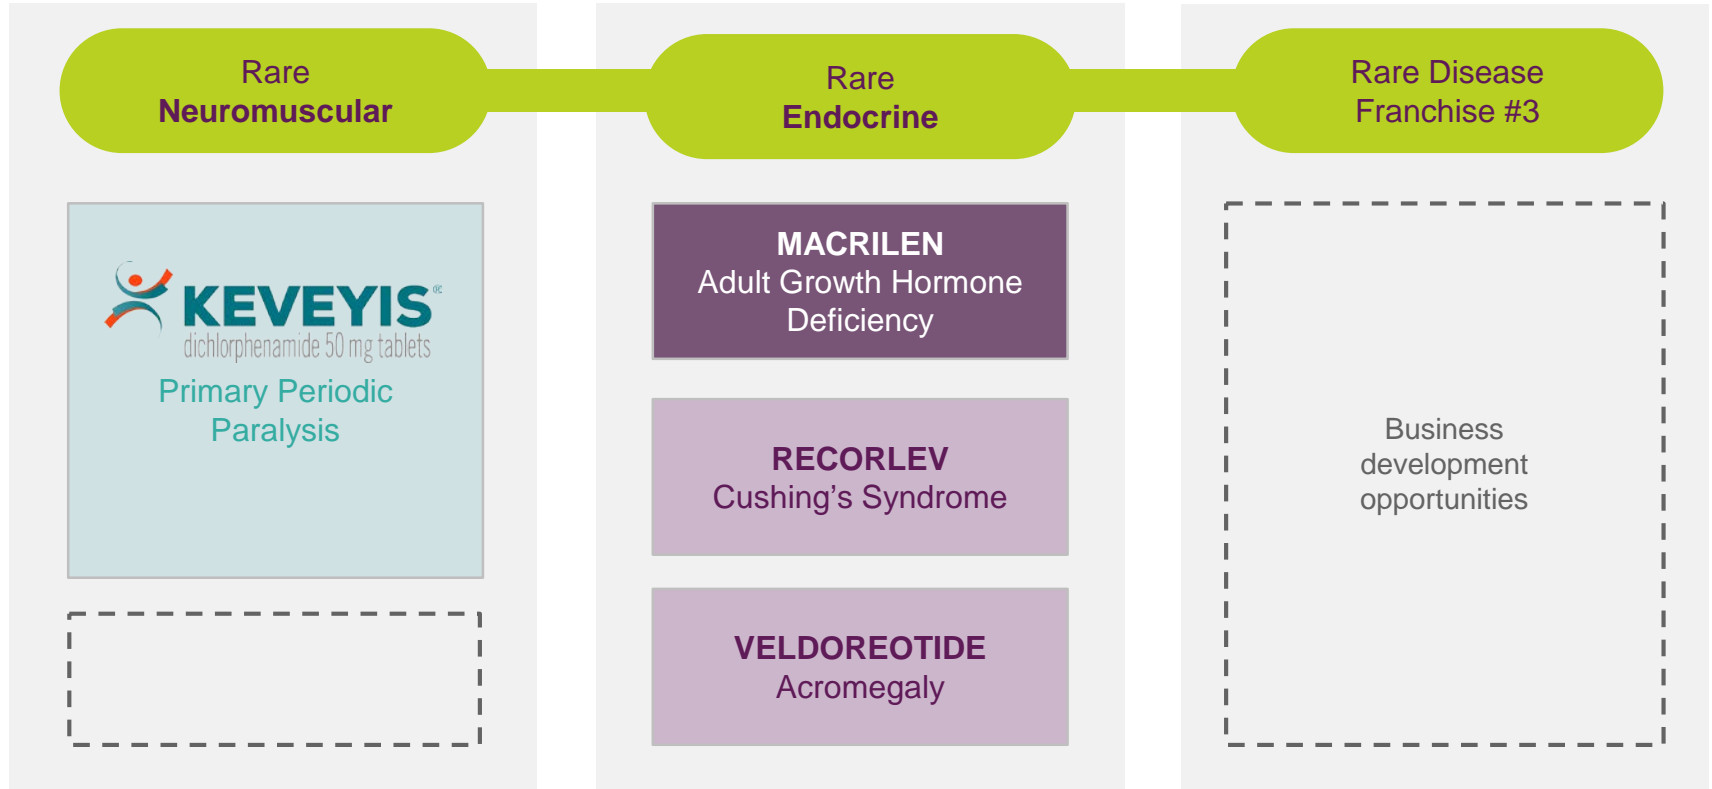 Rare
Neuromuscular
Rare
Endocrine
Rare Disease
Franchise #3
KEVEYIS®
dichlorphenamide 50 mg tablets
Primary Periodic
Paralysis
MACRILEN
Adult Growth Hormone
Deficiency
RECORLEV
Cushing's Syndrome
VELDOREOTIDE
Acromegaly
Business
development
opportunities